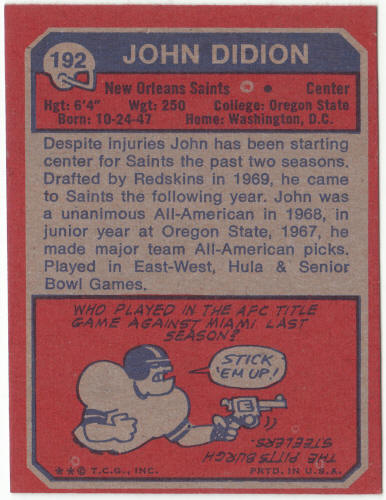 192
JOHN DIDION
New Orleans Saints • Center
Hgt: 6'4" Wgt: 250 College: Oregon State
Born: 10-24-47 Home: Washington, D.C.
Despite injuries John has been starting
center for Saints the past two seasons.
Drafted by Redskins in 1969, he came
to Saints the following year. John was
a unanimous All-American in 1968, in
junior year at Oregon State, 1967, he
made major team All-American picks.
Played in East-West, Hula & Senior
Bowl Games.
WHO PLAYED IN THE AFC TITLE
GAME AGAINST MIAMI LAST
SEASON?
STICK
'EM UP!
THE PITTSBURGH
STEELERS.
**© T.C.G., INC. PRTD. IN U.S.A.